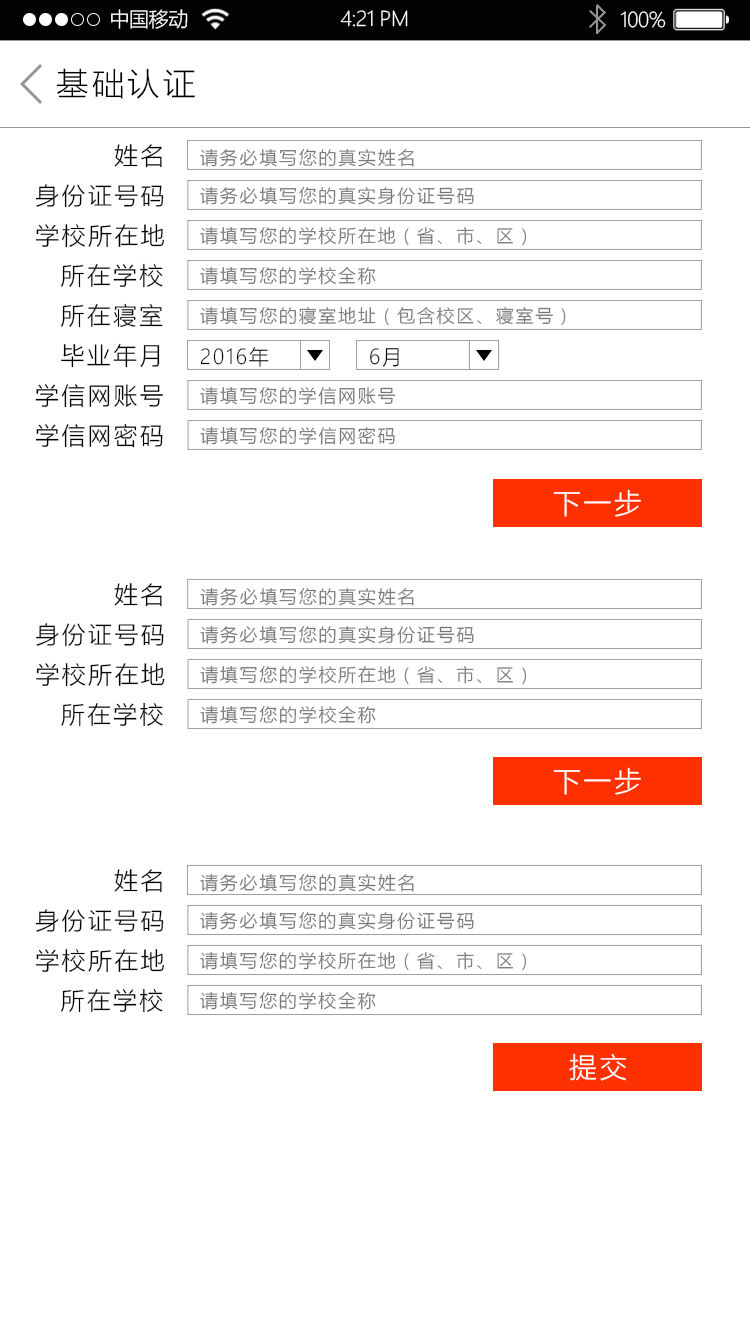 中国移动 4:21 PM 100%
基础认证
姓名 请务必填写您的真实姓名
身份证号码 请务必填写您的真实身份证号码
学校所在地 请填写您的学校所在地（省、市、区）
所在学校 请填写您的学校全称
所在寝室 请填写您的寝室地址（包含校区、寝室号）
毕业年月 2016年 6月
学信网账号 请填写您的学信网账号
学信网密码 请填写您的学信网密码
下一步
姓名 请务必填写您的真实姓名
身份证号码 请务必填写您的真实身份证号码
学校所在地 请填写您的学校所在地（省、市、区）
所在学校 请填写您的学校全称
下一步
姓名 请务必填写您的真实姓名
身份证号码 请务必填写您的真实身份证号码
学校所在地 请填写您的学校所在地（省、市、区）
所在学校 请填写您的学校全称
提交